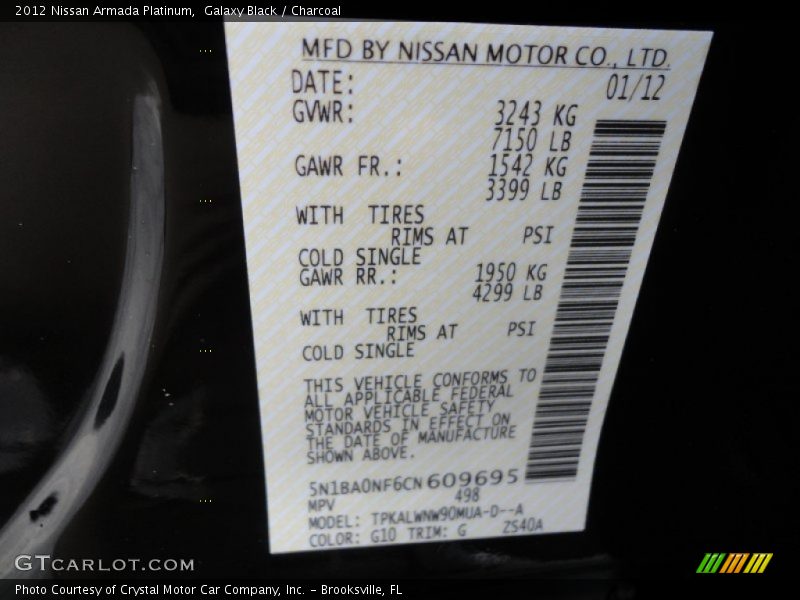 2012 Nissan Armada Platinum, Galaxy Black / Charcoal
MFD BY NISSAN MOTOR CO., LTD.
DATE: 01/12
GVWR: 3243 KG
7150 LB
GAWR FR.: 1542 KG
3399 LB
WITH TIRES
RIMS AT PSI
COLD SINGLE
GAWR RR.: 1950 KG
4299 LB
WITH TIRES
RIMS AT PSI
COLD SINGLE
THIS VEHICLE CONFORMS TO
ALL APPLICABLE FEDERAL
MOTOR VEHICLE SAFETY
STANDARDS IN EFFECT ON
THE DATE OF MANUFACTURE
SHOWN ABOVE.
5N1BA0NF6CN 609695
MPV 498
MODEL: TPKALWNW90MUA-D--A
COLOR: G10 TRIM: G ZS40A
GTCARLOT.COM
Photo Courtesy of Crystal Motor Car Company, Inc. – Brooksville, FL